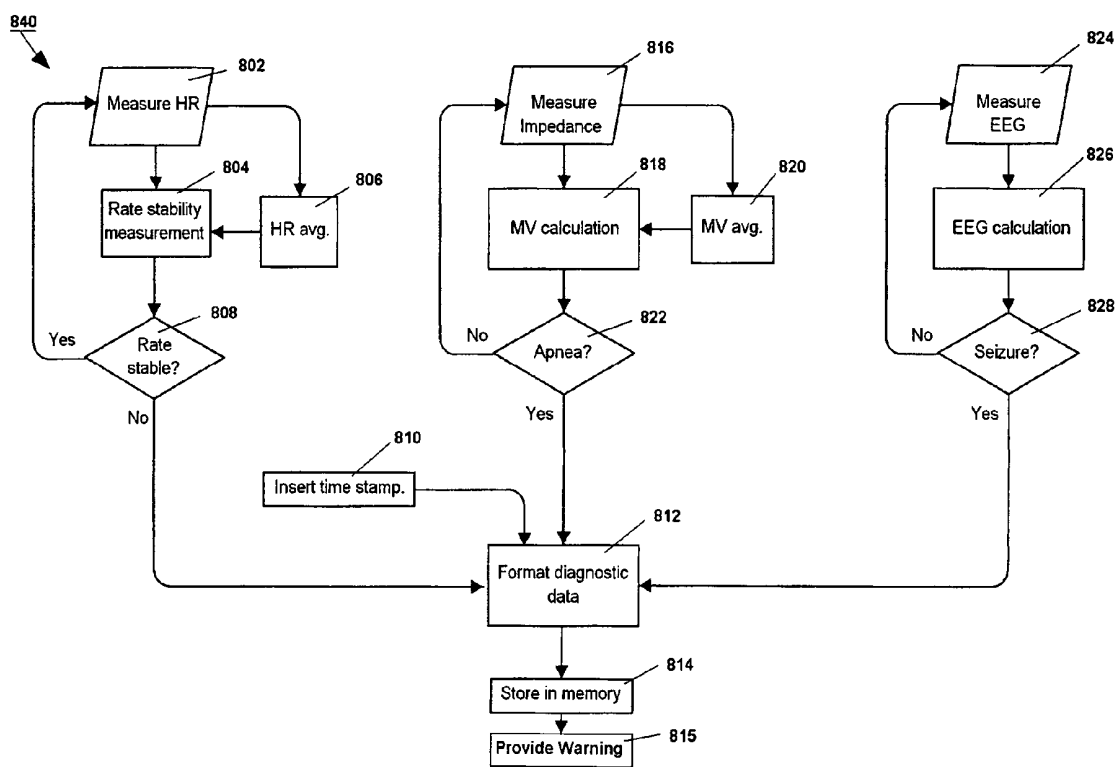 840
802
Measure HR
804
Rate stability
measurement
806
HR avg.
808
Rate
stable?
Yes
No
816
Measure
Impedance
818
MV calculation
820
MV avg.
822
Apnea?
No
Yes
824
Measure
EEG
826
EEG calculation
828
Seizure?
No
Yes
810
Insert time stamp.
812
Format diagnostic
data
814
Store in memory
Provide Warning
815